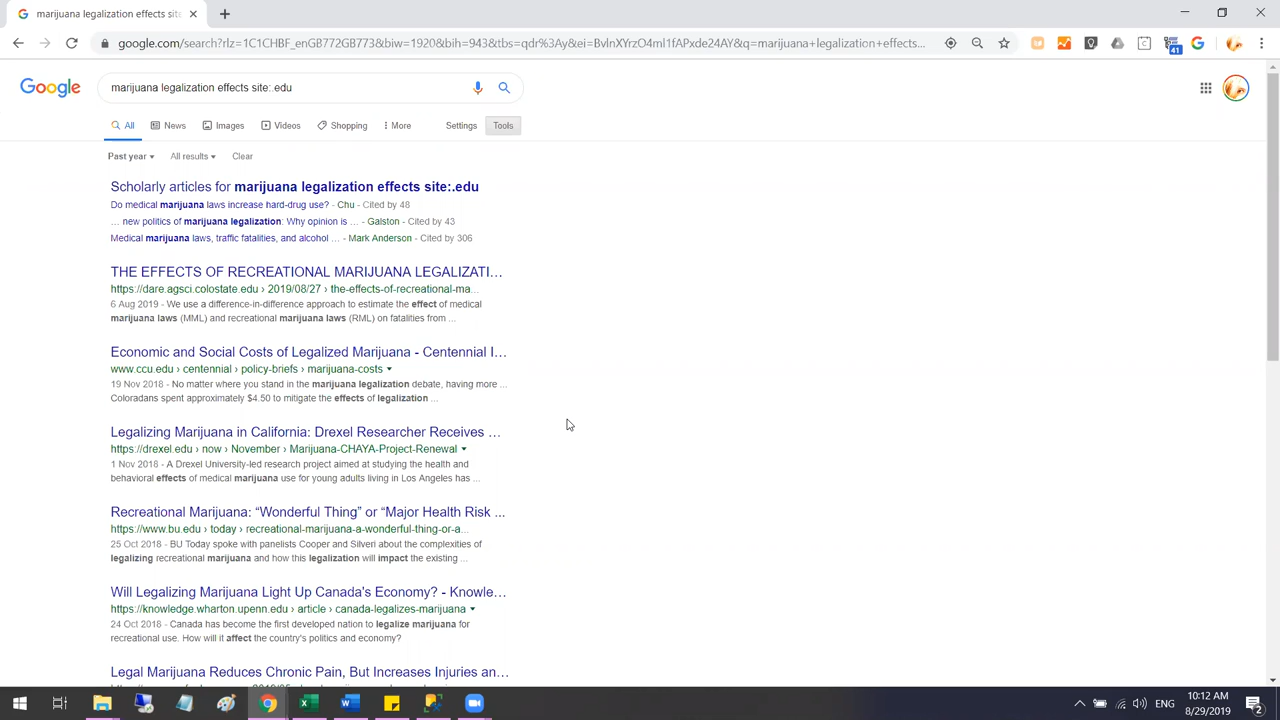 marijuana legalization effects site
google.com/search?rlz=1C1CHBF_enGB772GB773&biw=1920&bih=943&tbs=qdr%3Ay&ei=BvlnXYrzO4ml1fAPxde24AY&q=marijuana+legalization+effects...
41
Google
marijuana legalization effects site:.edu
All
News
Images
Videos
Shopping
More
Settings
Tools
Past year
All results
Clear
Scholarly articles for marijuana legalization effects site:.edu
Do medical marijuana laws increase hard-drug use? - Chu - Cited by 48
... new politics of marijuana legalization: Why opinion is ... - Galston - Cited by 43
Medical marijuana laws, traffic fatalities, and alcohol ... - Mark Anderson - Cited by 306
THE EFFECTS OF RECREATIONAL MARIJUANA LEGALIZATI...
https://dare.agsci.colostate.edu › 2019/08/27 › the-effects-of-recreational-ma...
6 Aug 2019 - We use a difference-in-difference approach to estimate the effect of medical
marijuana laws (MML) and recreational marijuana laws (RML) on fatalities from ...
Economic and Social Costs of Legalized Marijuana - Centennial I...
www.ccu.edu › centennial › policy-briefs › marijuana-costs
19 Nov 2018 - No matter where you stand in the marijuana legalization debate, having more ...
Coloradans spent approximately $4.50 to mitigate the effects of legalization ...
Legalizing Marijuana in California: Drexel Researcher Receives ...
https://drexel.edu › now › November › Marijuana-CHAYA-Project-Renewal
1 Nov 2018 - A Drexel University-led research project aimed at studying the health and
behavioral effects of medical marijuana use for young adults living in Los Angeles has ...
Recreational Marijuana: “Wonderful Thing” or “Major Health Risk ...
https://www.bu.edu › today › recreational-marijuana-a-wonderful-thing-or-a...
25 Oct 2018 - BU Today spoke with panelists Cooper and Silveri about the complexities of
legalizing recreational marijuana and how this legalization will impact the existing ...
Will Legalizing Marijuana Light Up Canada's Economy? - Knowle...
https://knowledge.wharton.upenn.edu › article › canada-legalizes-marijuana
24 Oct 2018 - Canada has become the first developed nation to legalize marijuana for
recreational use. How will it affect the country's politics and economy?
Legal Marijuana Reduces Chronic Pain, But Increases Injuries an...
ENG
10:12 AM
8/29/2019
2